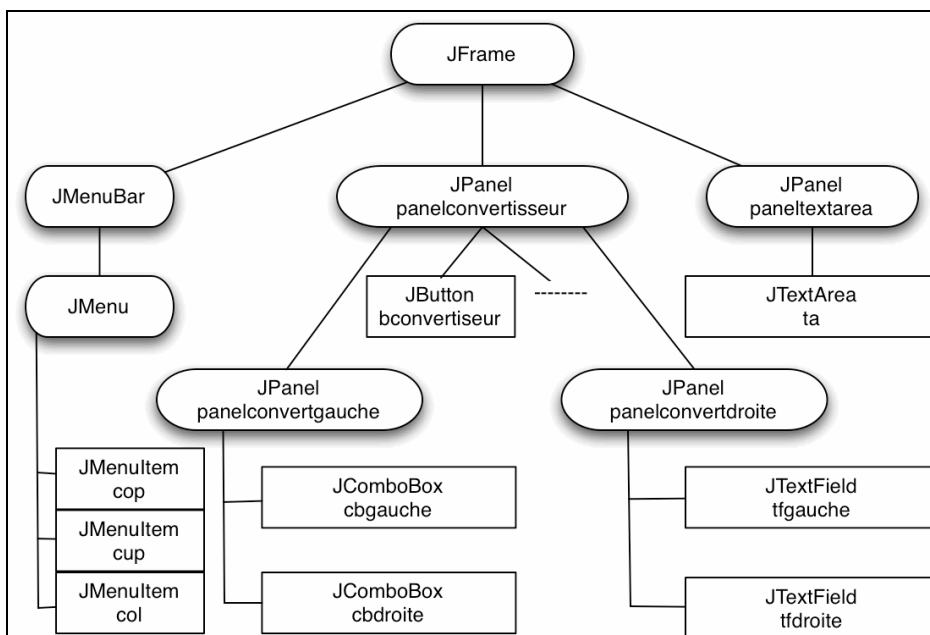 JFrame
JMenuBar
JPanel
panelconvertisseur
JPanel
paneltextarea
JMenu
JButton
bconvertiseur
--------
JTextArea
ta
JPanel
panelconvertgauche
JPanel
panelconvertdroite
JMenuItem
cop
JComboBox
cbgauche
JTextField
tfgauche
JMenuItem
cup
JMenuItem
col
JComboBox
cbdroite
JTextField
tfdroite